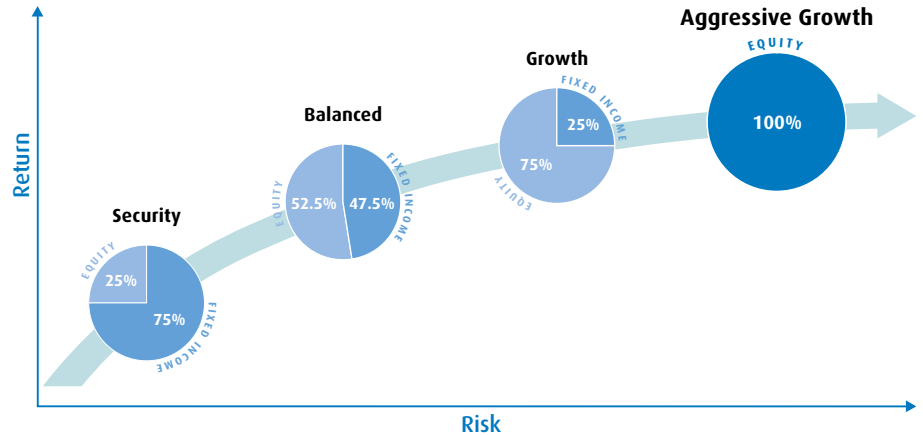 Aggressive Growth
EQUITY
100%
Growth
FIXED INCOME
25%
75%
EQUITY
Balanced
EQUITY
52.5%
47.5%
FIXED INCOME
Security
EQUITY
25%
75%
FIXED INCOME
Return
Risk